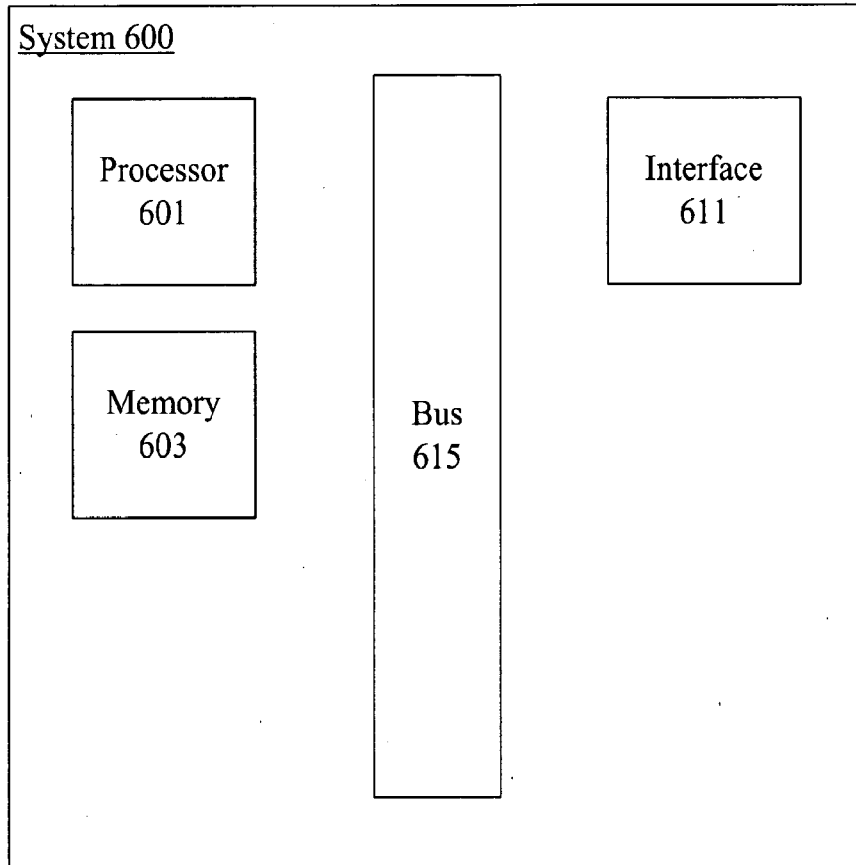 System 600
Processor
601
Interface
611
Memory
603
Bus
615